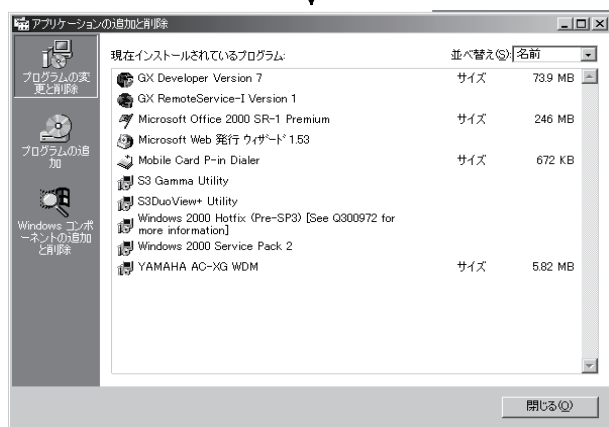 アプリケーションの追加と削除
プログラムの変
更と削除
プログラムの追
加
Windows コンポ
ーネントの追加
と削除
現在インストールされているプログラム:
並べ替え(S): 名前
GX Developer Version 7 サイズ 73.9 MB
GX RemoteService-I Version 1
Microsoft Office 2000 SR-1 Premium サイズ 246 MB
Microsoft Web 発行 ウィザード 1.53
Mobile Card P-in Dialer サイズ 672 KB
S3 Gamma Utility
S3DuoView+ Utility
Windows 2000 Hotfix (Pre-SP3) [See Q300972 for
more information]
Windows 2000 Service Pack 2
YAMAHA AC-XG WDM サイズ 5.82 MB
閉じる(O)